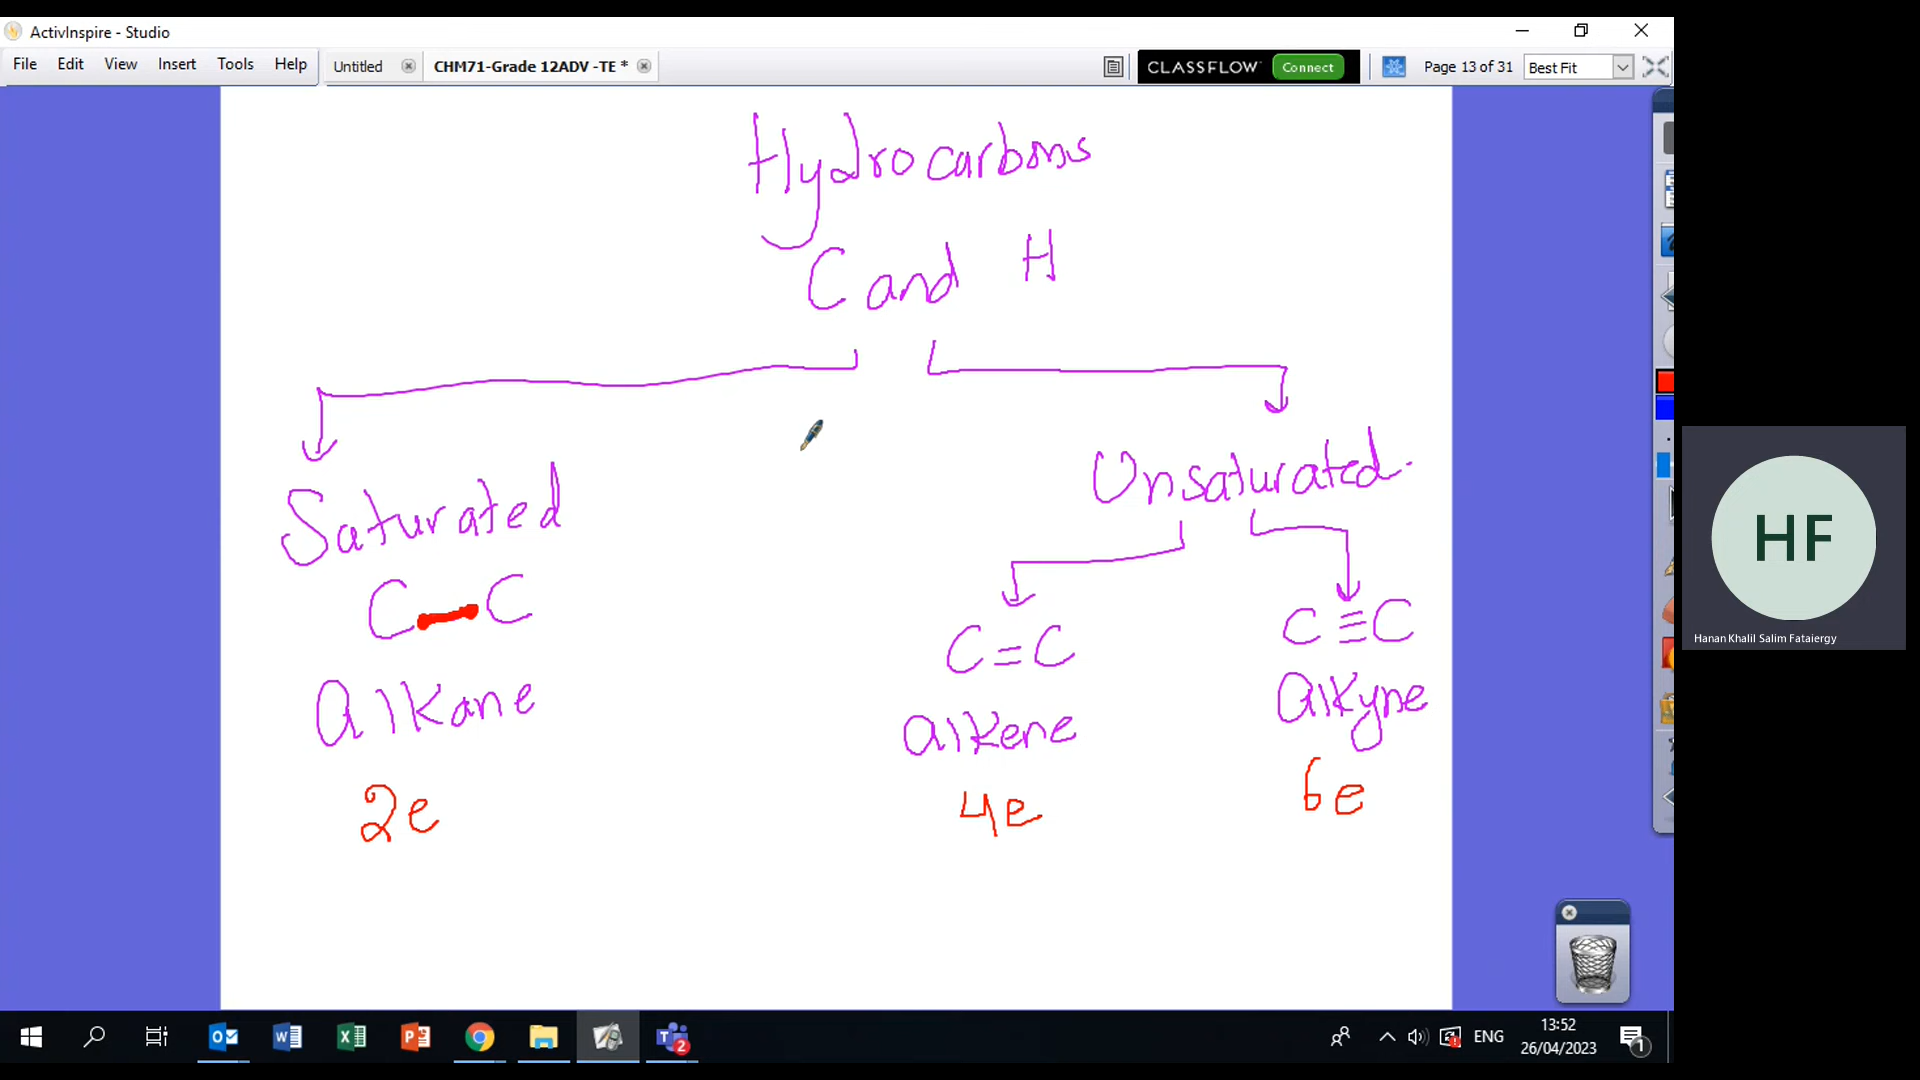 ActivInspire - Studio
File Edit View Insert Tools Help
Untitled
CHM71-Grade 12ADV -TE *
CLASSFLOW
Connect
Page 13 of 31
Best Fit
Hydrocarbons
C and H
Saturated
Unsaturated
C-C
C=C
C≡C
alkane
alkene
alkyne
2e
4e
6e
HF
Hanan Khalil Salim Fataiergy
2
ENG
13:52
26/04/2023
1